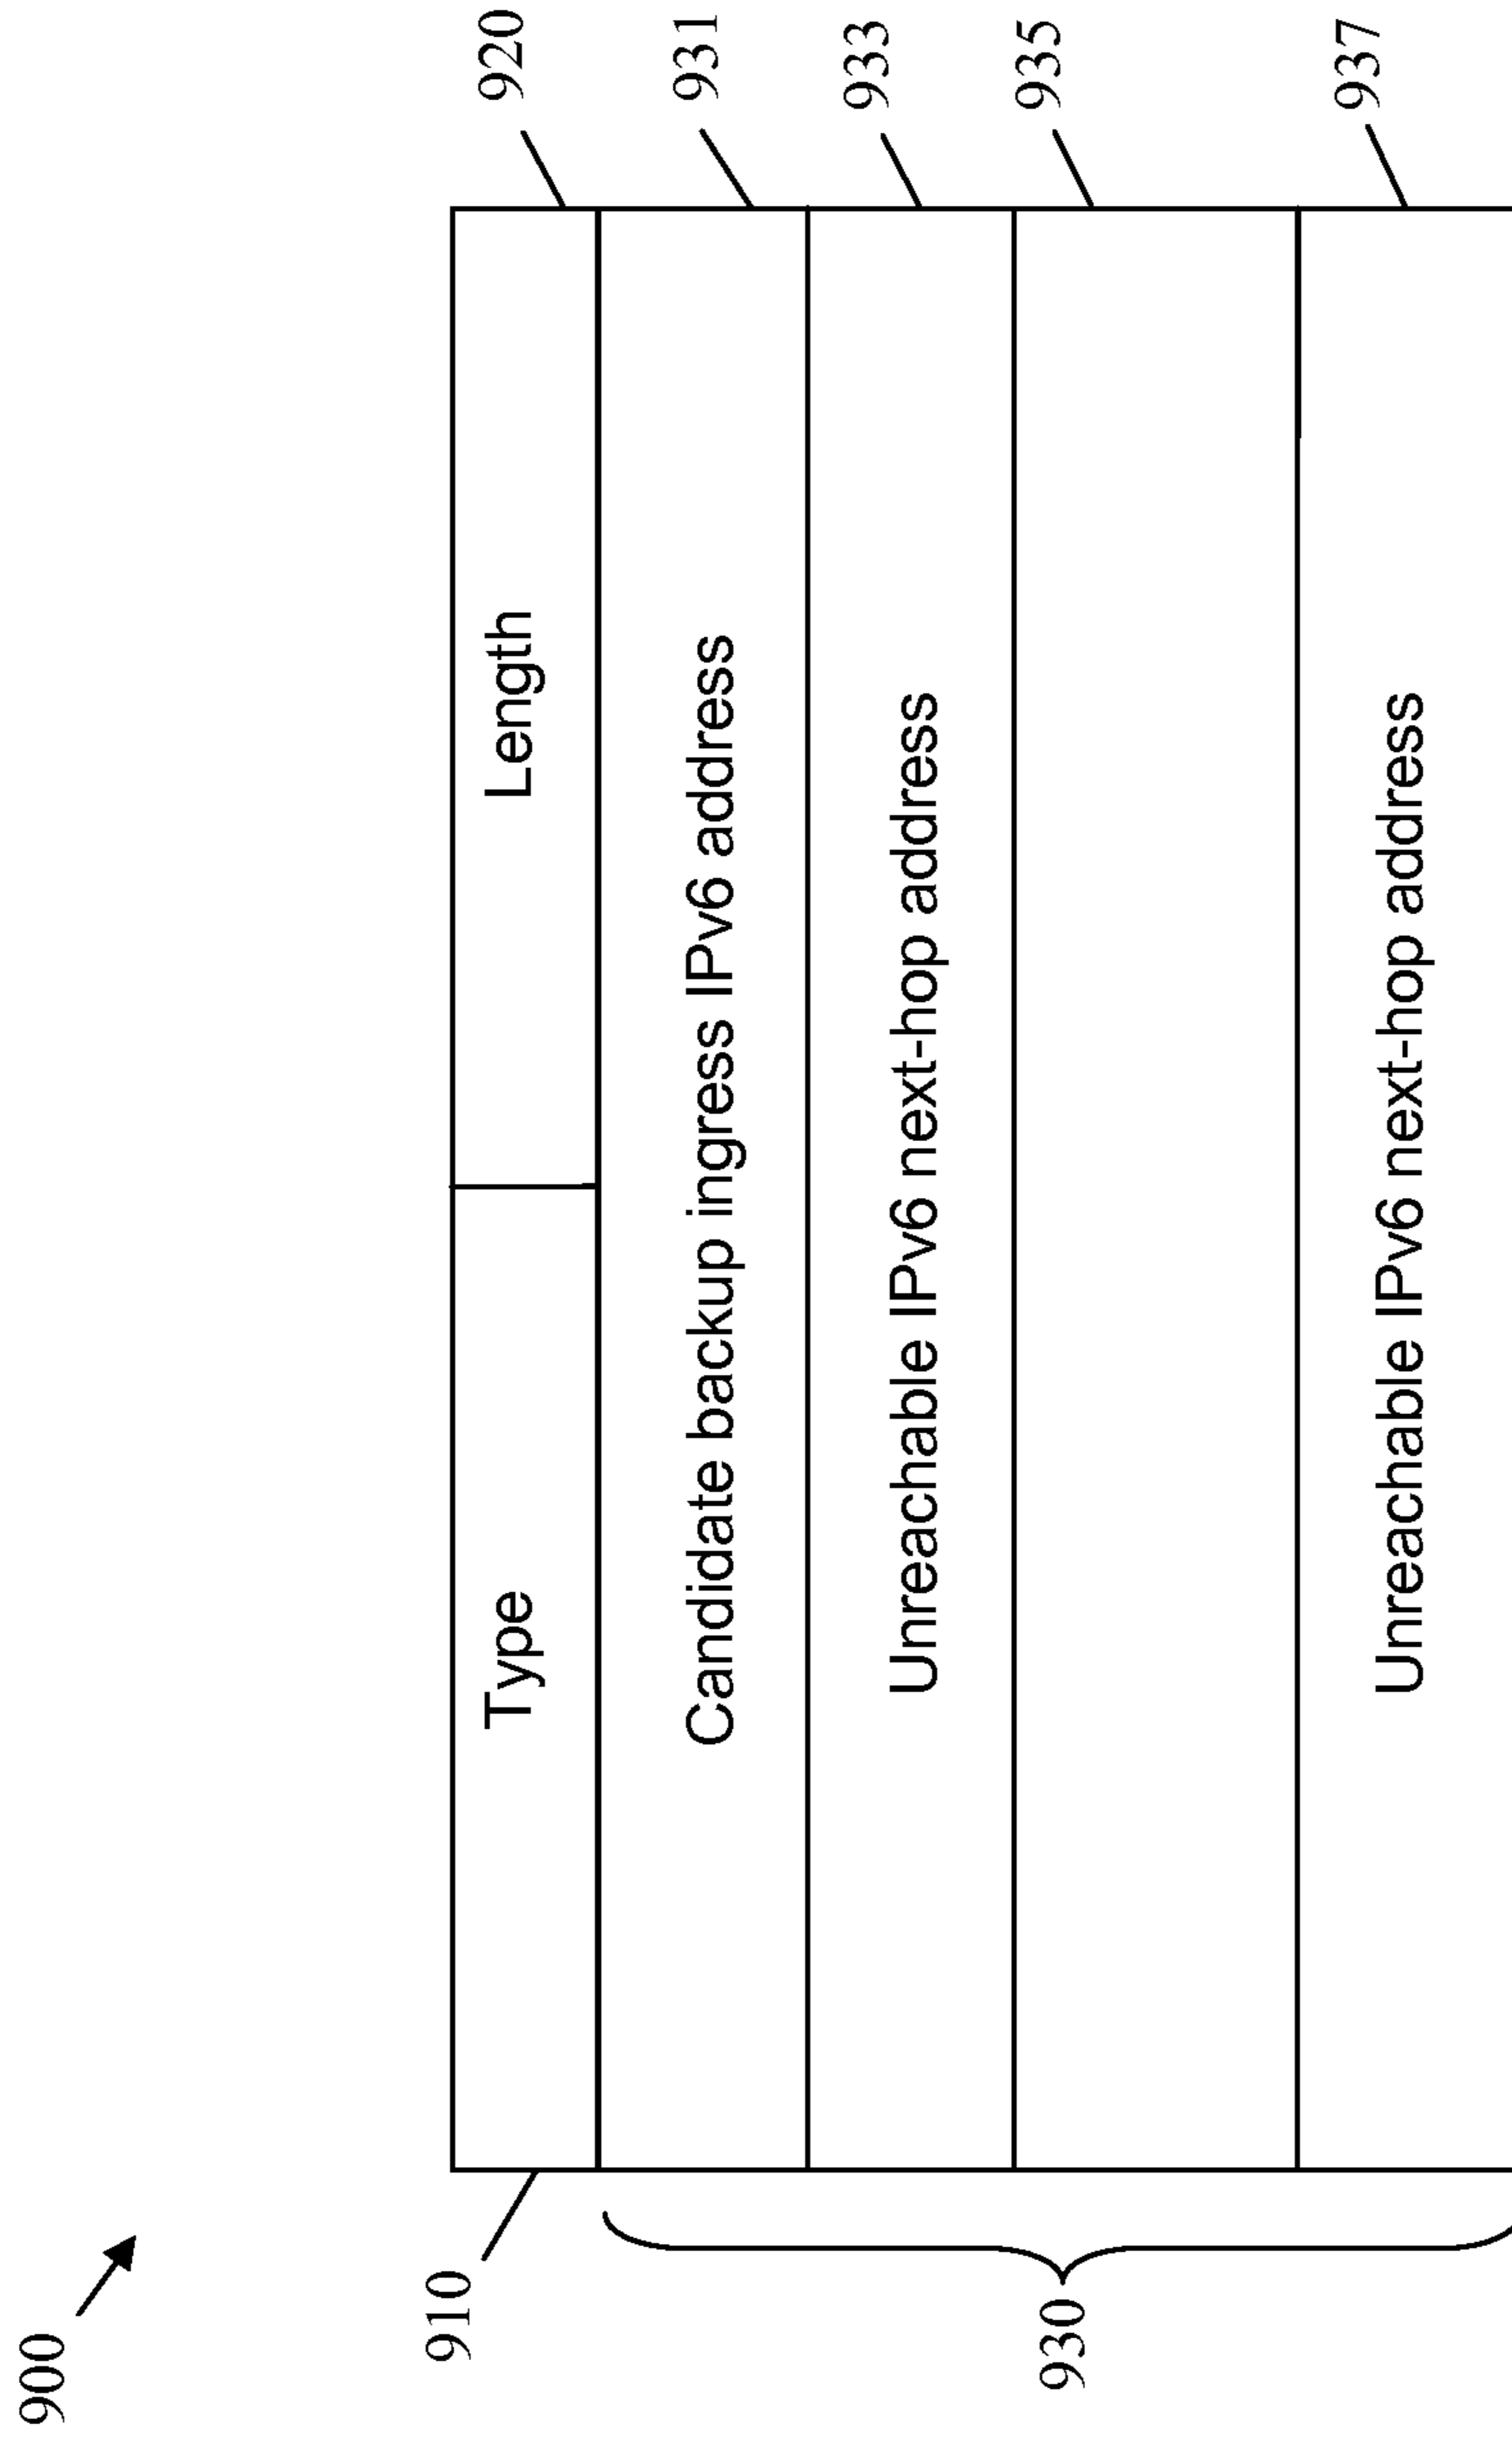 900
910
Type
Length
920
Candidate backup ingress IPv6 address
931
Unreachable IPv6 next-hop address
933
935
930
Unreachable IPv6 next-hop address
937